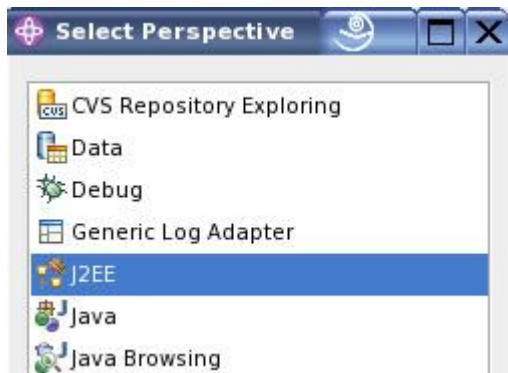 Select Perspective
CVS Repository Exploring
Data
Debug
Generic Log Adapter
J2EE
Java
Java Browsing